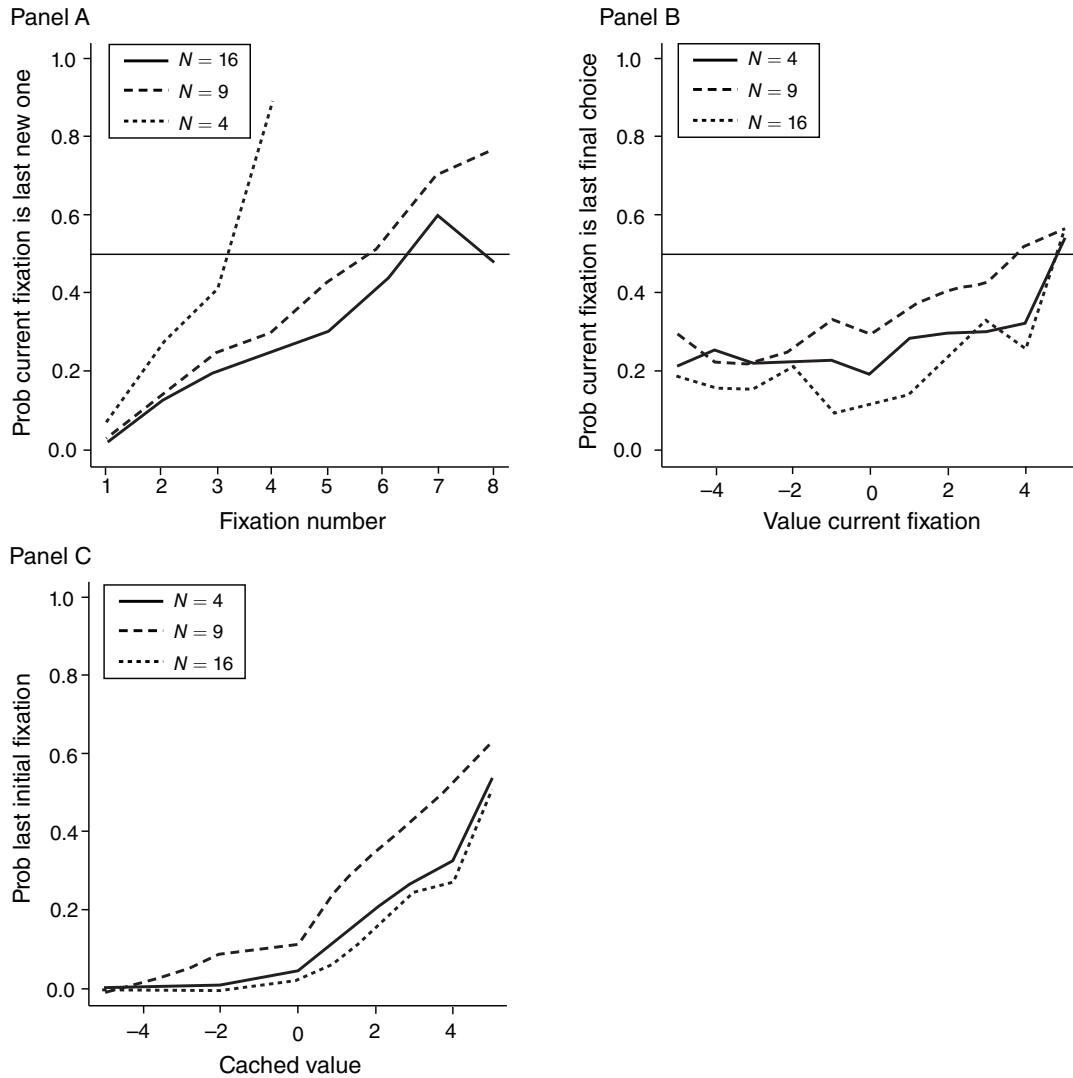 Panel A
Prob current fixation is last new one
1.0
0.8
0.6
0.4
0.2
0.0
N = 16
N = 9
N = 4
1 2 3 4 5 6 7 8
Fixation number
Panel B
Prob current fixation is last final choice
1.0
0.8
0.6
0.4
0.2
0.0
N = 4
N = 9
N = 16
–4 –2 0 2 4
Value current fixation
Panel C
Prob last initial fixation
1.0
0.8
0.6
0.4
0.2
0.0
N = 4
N = 9
N = 16
–4 –2 0 2 4
Cached value